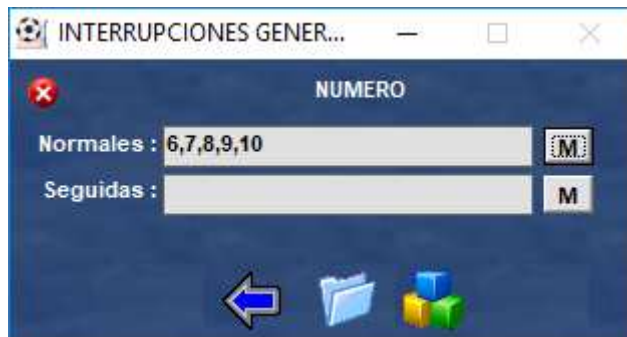 INTERRUPCIONES GENER...
NUMERO
Normales : 6,7,8,9,10 M
Seguidas : M